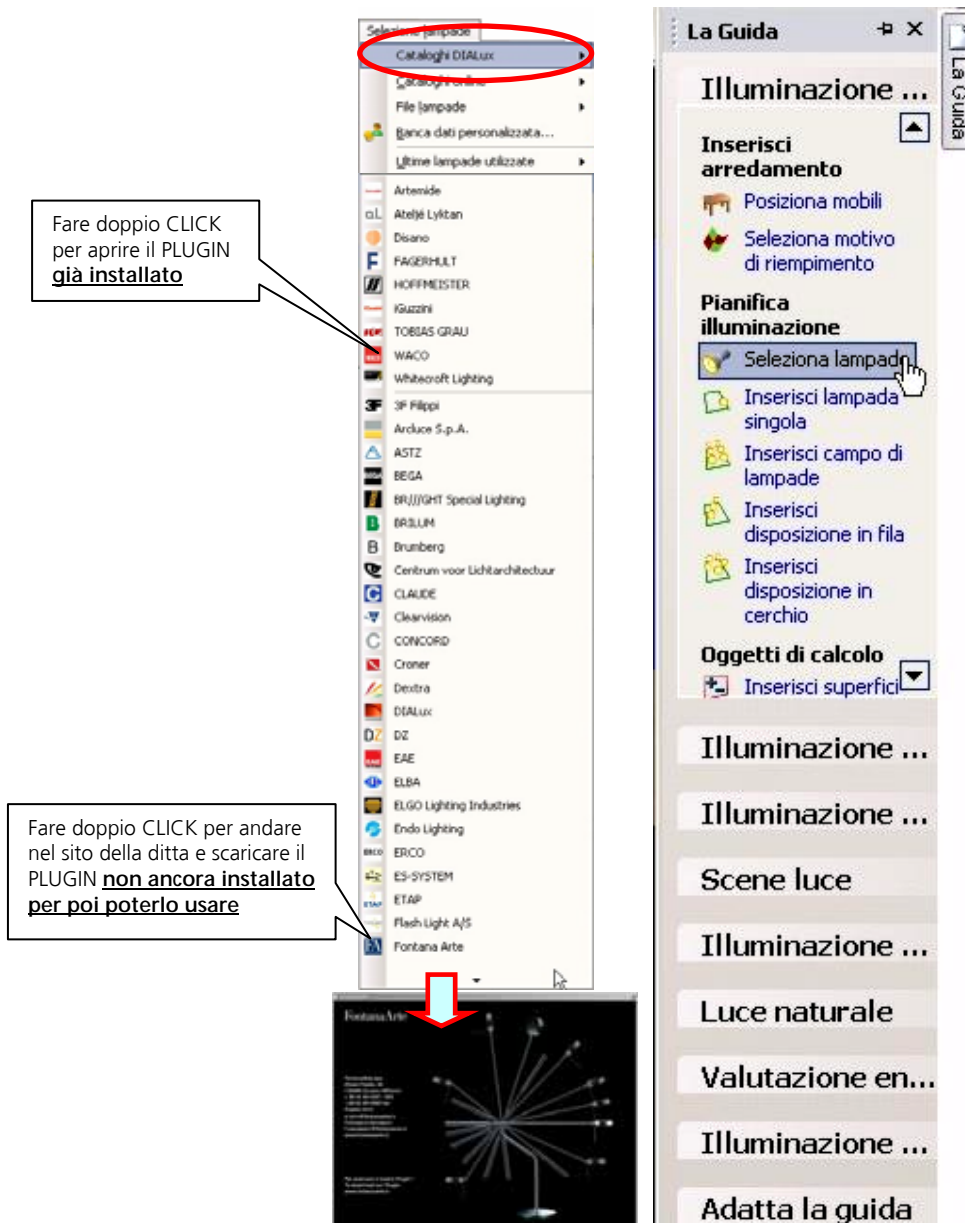 Selezione lampade
Cataloghi DIALux
Cataloghi online
File lampade
Banca dati personalizzata...
Ultime lampade utilizzate
Artemide
Ateljé Lyktan
Disano
FAGERHULT
HOFFMEISTER
iGuzzini
TOBIAS GRAU
WACO
Whitecroft Lighting
3F Filippi
Arcluce S.p.A.
ASTZ
BEGA
BR///GHT Special Lighting
BRILUM
Brumberg
Centrum voor Lichtarchitectuur
CLAUDE
Clearvision
CONCORD
Croner
Dextra
DIALux
DZ
EAE
ELBA
ELGO Lighting Industries
Endo Lighting
ERCO
ES-SYSTEM
ETAP
Flash Light A/S
Fontana Arte
Fare doppio CLICK
per aprire il PLUGIN
già installato
Fare doppio CLICK per andare
nel sito della ditta e scaricare il
PLUGIN non ancora installato
per poi poterlo usare
FontanaArte
La Guida
La Guida
Illuminazione ...
Inserisci
arredamento
Posiziona mobili
Seleziona motivo
di riempimento
Pianifica
illuminazione
Seleziona lampade
Inserisci lampada
singola
Inserisci campo di
lampade
Inserisci
disposizione in fila
Inserisci
disposizione in
cerchio
Oggetti di calcolo
Inserisci superfici
Illuminazione ...
Illuminazione ...
Scene luce
Illuminazione ...
Luce naturale
Valutazione en...
Illuminazione ...
Adatta la guida